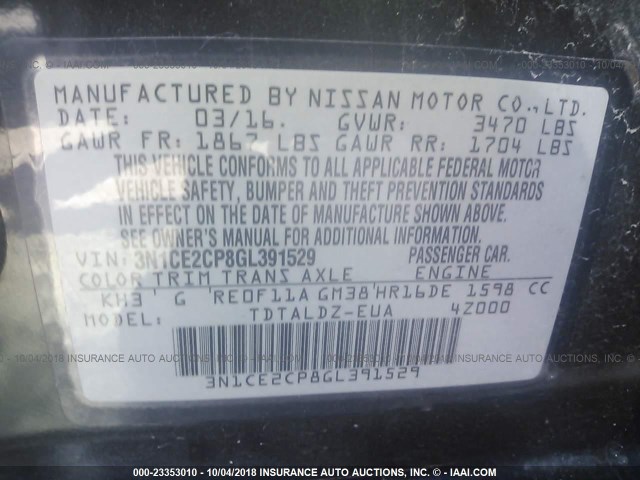 MANUFACTURED BY NISSAN MOTOR CO., LTD.
DATE: 03/16. GVWR: 3470 LBS
GAWR FR: 1867 LBS GAWR RR: 1704 LBS
THIS VEHICLE CONFORMS TO ALL APPLICABLE FEDERAL MOTOR
VEHICLE SAFETY, BUMPER AND THEFT PREVENTION STANDARDS
IN EFFECT ON THE DATE OF MANUFACTURE SHOWN ABOVE.
SEE OWNER'S MANUAL FOR ADDITIONAL INFORMATION.
VIN: 3N1CE2CP8GL391529 PASSENGER CAR.
COLOR TRIM TRANS AXLE ENGINE
KH3 G RE0F11A GM38 HR16DE 1598 CC
MODEL: TDTALDZ-EUA 4Z000
3N1CE2CP8GL391529
000-23353010 - 10/04/2018 - INSURANCE AUTO AUCTIONS, INC. - IAAI.COM